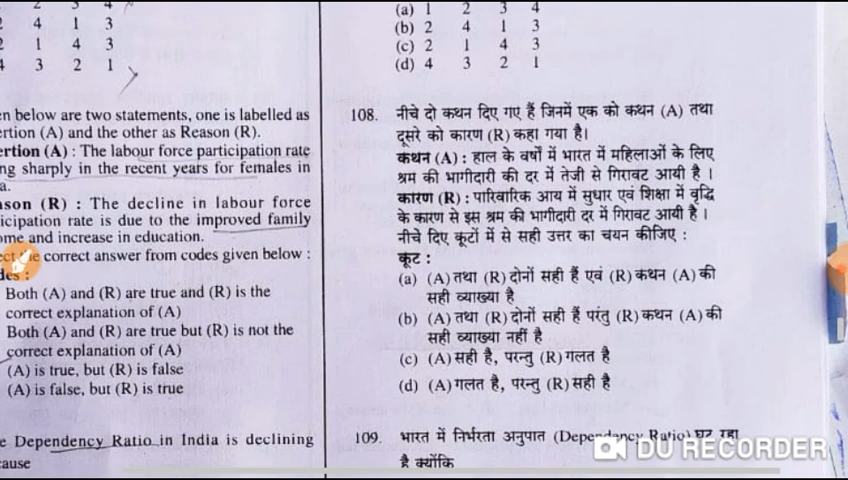 2 3 4
4 1 3
1 4 3
3 2 1
en below are two statements, one is labelled as
ertion (A) and the other as Reason (R).
ertion (A) : The labour force participation rate
ng sharply in the recent years for females in
a.
ason (R) : The decline in labour force
icipation rate is due to the improved family
ome and increase in education.
correct answer from codes given below :
des :
Both (A) and (R) are true and (R) is the
correct explanation of (A)
Both (A) and (R) are true but (R) is not the
correct explanation of (A)
(A) is true, but (R) is false
(A) is false, but (R) is true
e Dependency Ratio in India is declining
cause
(a) 1 2 3 4
(b) 2 4 1 3
(c) 2 1 4 3
(d) 4 3 2 1
108. नीचे दो कथन दिए गए हैं जिनमें एक को कथन (A) तथा
दूसरे को कारण (R) कहा गया है।
कथन (A) : हाल के वर्षों में भारत में महिलाओं के लिए
श्रम की भागीदारी की दर में तेजी से गिरावट आयी है ।
कारण (R) : पारिवारिक आय में सुधार एवं शिक्षा में वृद्धि
के कारण से इस श्रम की भागीदारी दर में गिरावट आयी है ।
नीचे दिए कूटों में से सही उत्तर का चयन कीजिए :
कूट :
(a) (A) तथा (R) दोनों सही हैं एवं (R) कथन (A) की
सही व्याख्या है
(b) (A) तथा (R) दोनों सही हैं परंतु (R) कथन (A) की
सही व्याख्या नहीं है
(c) (A) सही है, परन्तु (R) गलत है
(d) (A) गलत है, परन्तु (R) सही है
109. भारत में निर्भरता अनुपात (Dependency Ratio) घट रहा
है क्योंकि
DU RECORDER